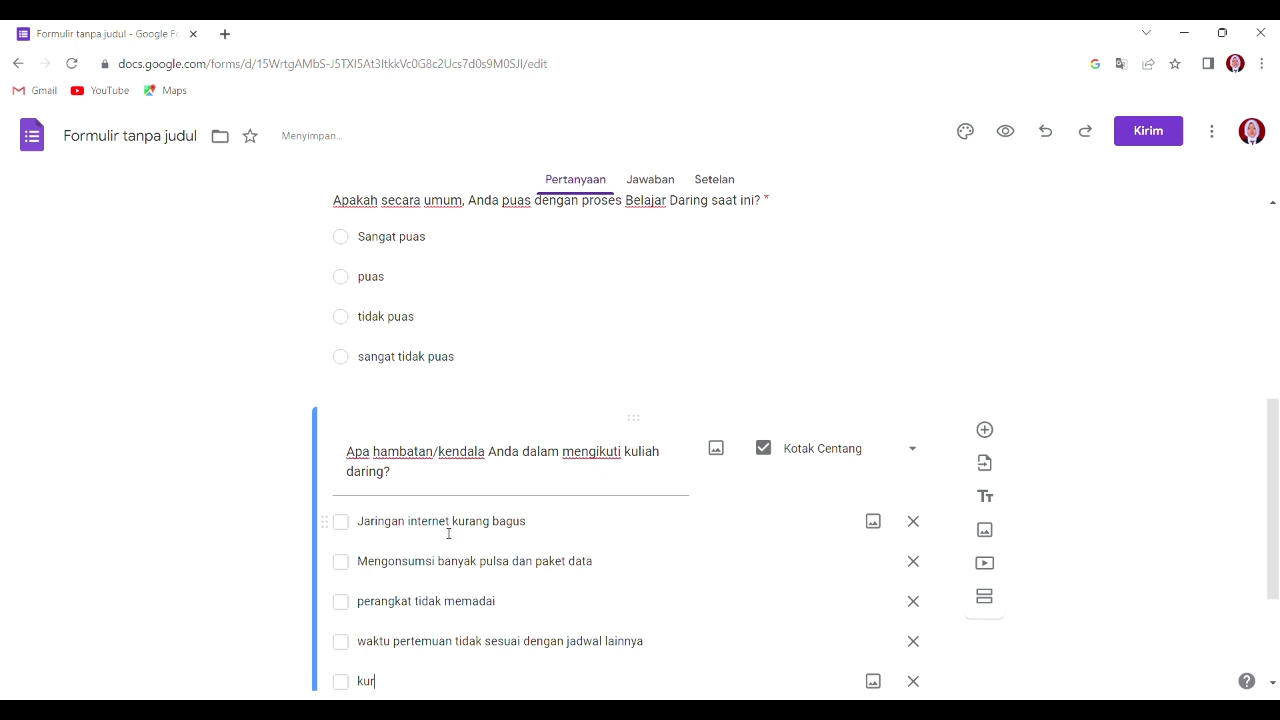 Formulir tanpa judul - Google Fo
docs.google.com/forms/d/15WrtgAMbS-J5TXI5At3ItkkVc0G8c2Ucs7d0s9M0SJI/edit
Gmail YouTube Maps
Formulir tanpa judul Menyimpan... Kirim
Pertanyaan Jawaban Setelan
Apakah secara umum, Anda puas dengan proses Belajar Daring saat ini? *
Sangat puas
puas
tidak puas
sangat tidak puas
Apa hambatan/kendala Anda dalam mengikuti kuliah
daring?
Kotak Centang
Jaringan internet kurang bagus
Mengonsumsi banyak pulsa dan paket data
perangkat tidak memadai
waktu pertemuan tidak sesuai dengan jadwal lainnya
kur